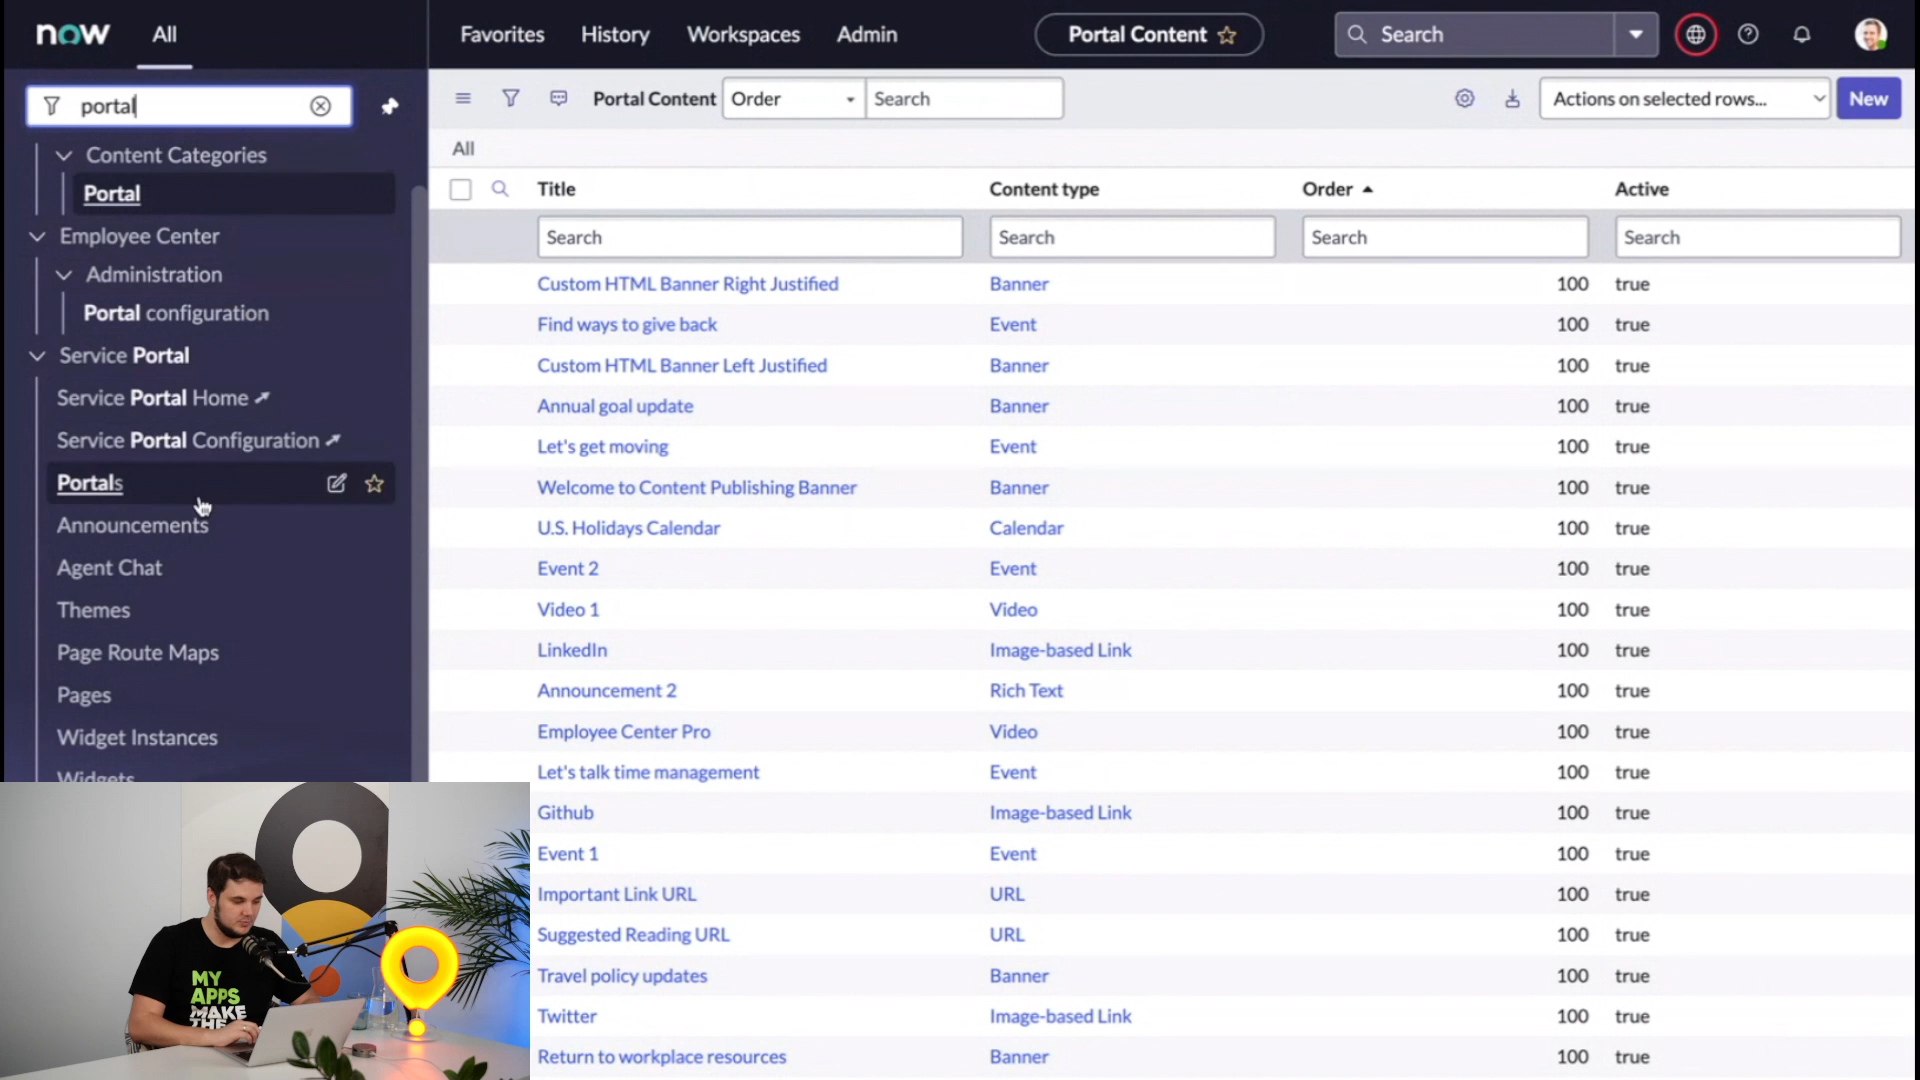 now
All
Favorites
History
Workspaces
Admin
Portal Content
Search
portal
Content Categories
Portal
Employee Center
Administration
Portal configuration
Service Portal
Service Portal Home
Service Portal Configuration
Portals
Announcements
Agent Chat
Themes
Page Route Maps
Pages
Widget Instances
Widgets
Portal Content Order Search Actions on selected rows... New
All
Title Content type Order Active
Search Search Search Search
Custom HTML Banner Right Justified Banner 100 true
Find ways to give back Event 100 true
Custom HTML Banner Left Justified Banner 100 true
Annual goal update Banner 100 true
Let's get moving Event 100 true
Welcome to Content Publishing Banner Banner 100 true
U.S. Holidays Calendar Calendar 100 true
Event 2 Event 100 true
Video 1 Video 100 true
LinkedIn Image-based Link 100 true
Announcement 2 Rich Text 100 true
Employee Center Pro Video 100 true
Let's talk time management Event 100 true
Github Image-based Link 100 true
Event 1 Event 100 true
Important Link URL URL 100 true
Suggested Reading URL URL 100 true
Travel policy updates Banner 100 true
Twitter Image-based Link 100 true
Return to workplace resources Banner 100 true
MY
APPS
MAKE
THE